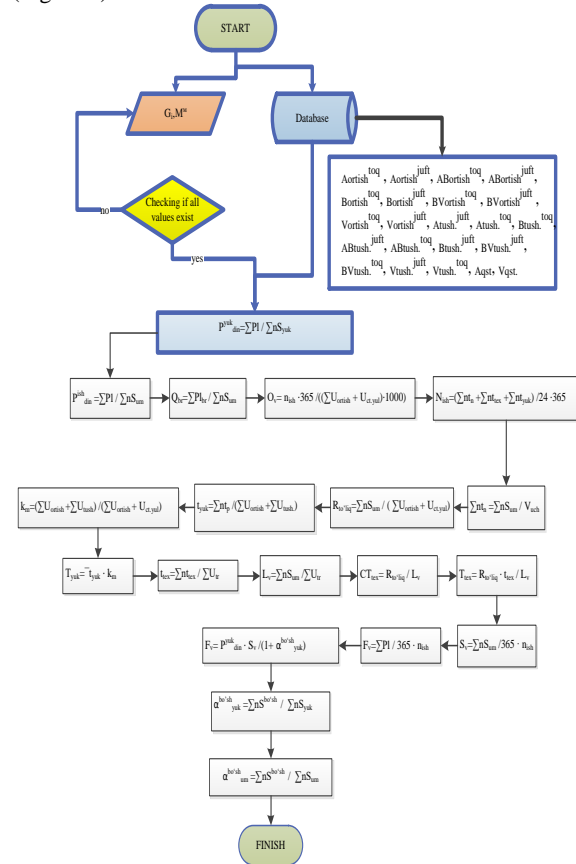 START
Database
Checking if all
values exist
no
yes
Aortish^toq, Aortish^juft, ABortish^toq, ABortish^juft,
Bortish^toq, Bortish^juft, BVortish^toq, BVortish^juft,
Vortish^toq, Vortish^juft, Atush.^juft, Atush.^toq, Btush.^toq,
ABtush.^juft, ABtush.^toq, Btush.^juft, BVtush.^juft,
BVtush.^toq, Vtush.^juft, Vtush.^toq, Aqst, Vqst.
P^yuk_din=∑Pl / ∑nS_yuk
P^ish_din =∑Pl / ∑nS_um
Q_br=∑Pl_br / ∑nS_um
O_v= n_ish ·365 /((∑U_ortish + U_ct.yul)·1000)
N_ish=(∑nt_n +∑nt_tex +∑nt_yuk) /24 ·365
∑nt_n =∑nS_um / V_uch
R_to'liq=∑nS_um / ( ∑U_ortish + U_ct.yul)
t_yuk=∑nt_p /(∑U_ortish +∑U_tush.)
k_m=(∑U_ortish +∑U_tush) /(∑U_ortish + U_ct.yul)
T_yuk=¯t_yuk · k_m
t_tex=∑nt_tex / ∑U_tr
L_v=∑nS_um /∑U_tr
CT_tex= R_to'liq / L_v
T_tex= R_to'liq · t_tex / L_v
S_v=∑nS_um /365 · n_ish
F_v=∑Pl / 365 · n_ish
F_v= P^yuk_din · S_v /(1+ α^bo'sh_yuk)
α^bo'sh_yuk =∑nS^bo'sh / ∑nS_yuk
α^bo'sh_um =∑nS^bo'sh / ∑nS_um
FINISH